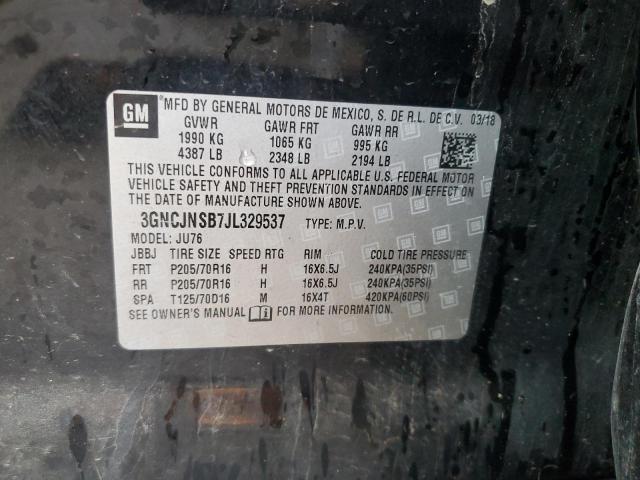 GM
MFD BY GENERAL MOTORS DE MEXICO, S. DE R.L. DE C.V. 03/18
GVWR GAWR FRT GAWR RR
1990 KG 1065 KG 995 KG
4387 LB 2348 LB 2194 LB
THIS VEHICLE CONFORMS TO ALL APPLICABLE U.S. FEDERAL MOTOR
VEHICLE SAFETY AND THEFT PREVENTION STANDARDS IN EFFECT ON
THE DATE OF MANUFACTURE SHOWN ABOVE.
3GNCJNSB7JL329537 TYPE: M.P.V.
MODEL: JU76
JBBJ TIRE SIZE SPEED RTG RIM COLD TIRE PRESSURE
FRT P205/70R16 H 16X6.5J 240KPA(35PSI)
RR P205/70R16 H 16X6.5J 240KPA(35PSI)
SPA T125/70D16 M 16X4T 420KPA(60PSI)
SEE OWNER'S MANUAL FOR MORE INFORMATION.